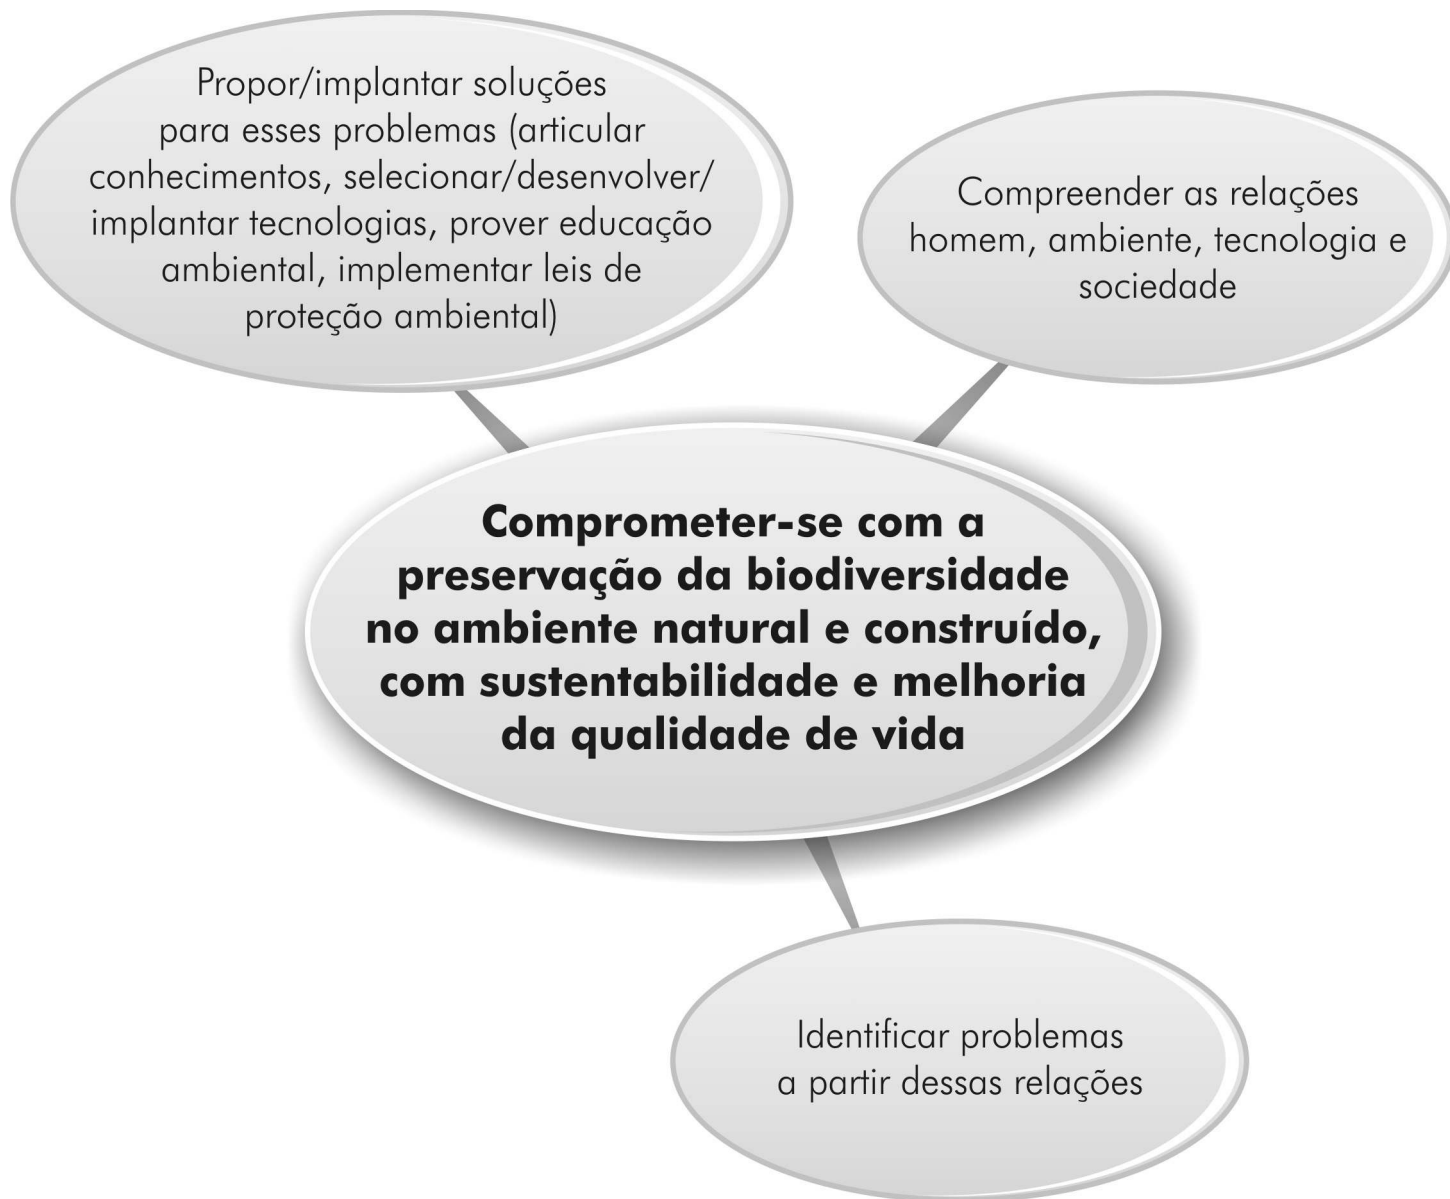 Propor/implantar soluções
para esses problemas (articular
conhecimentos, selecionar/desenvolver/
implantar tecnologias, prover educação
ambiental, implementar leis de
proteção ambiental)
Compreender as relações
homem, ambiente, tecnologia e
sociedade
Comprometer-se com a
preservação da biodiversidade
no ambiente natural e construído,
com sustentabilidade e melhoria
da qualidade de vida
Identificar problemas
a partir dessas relações